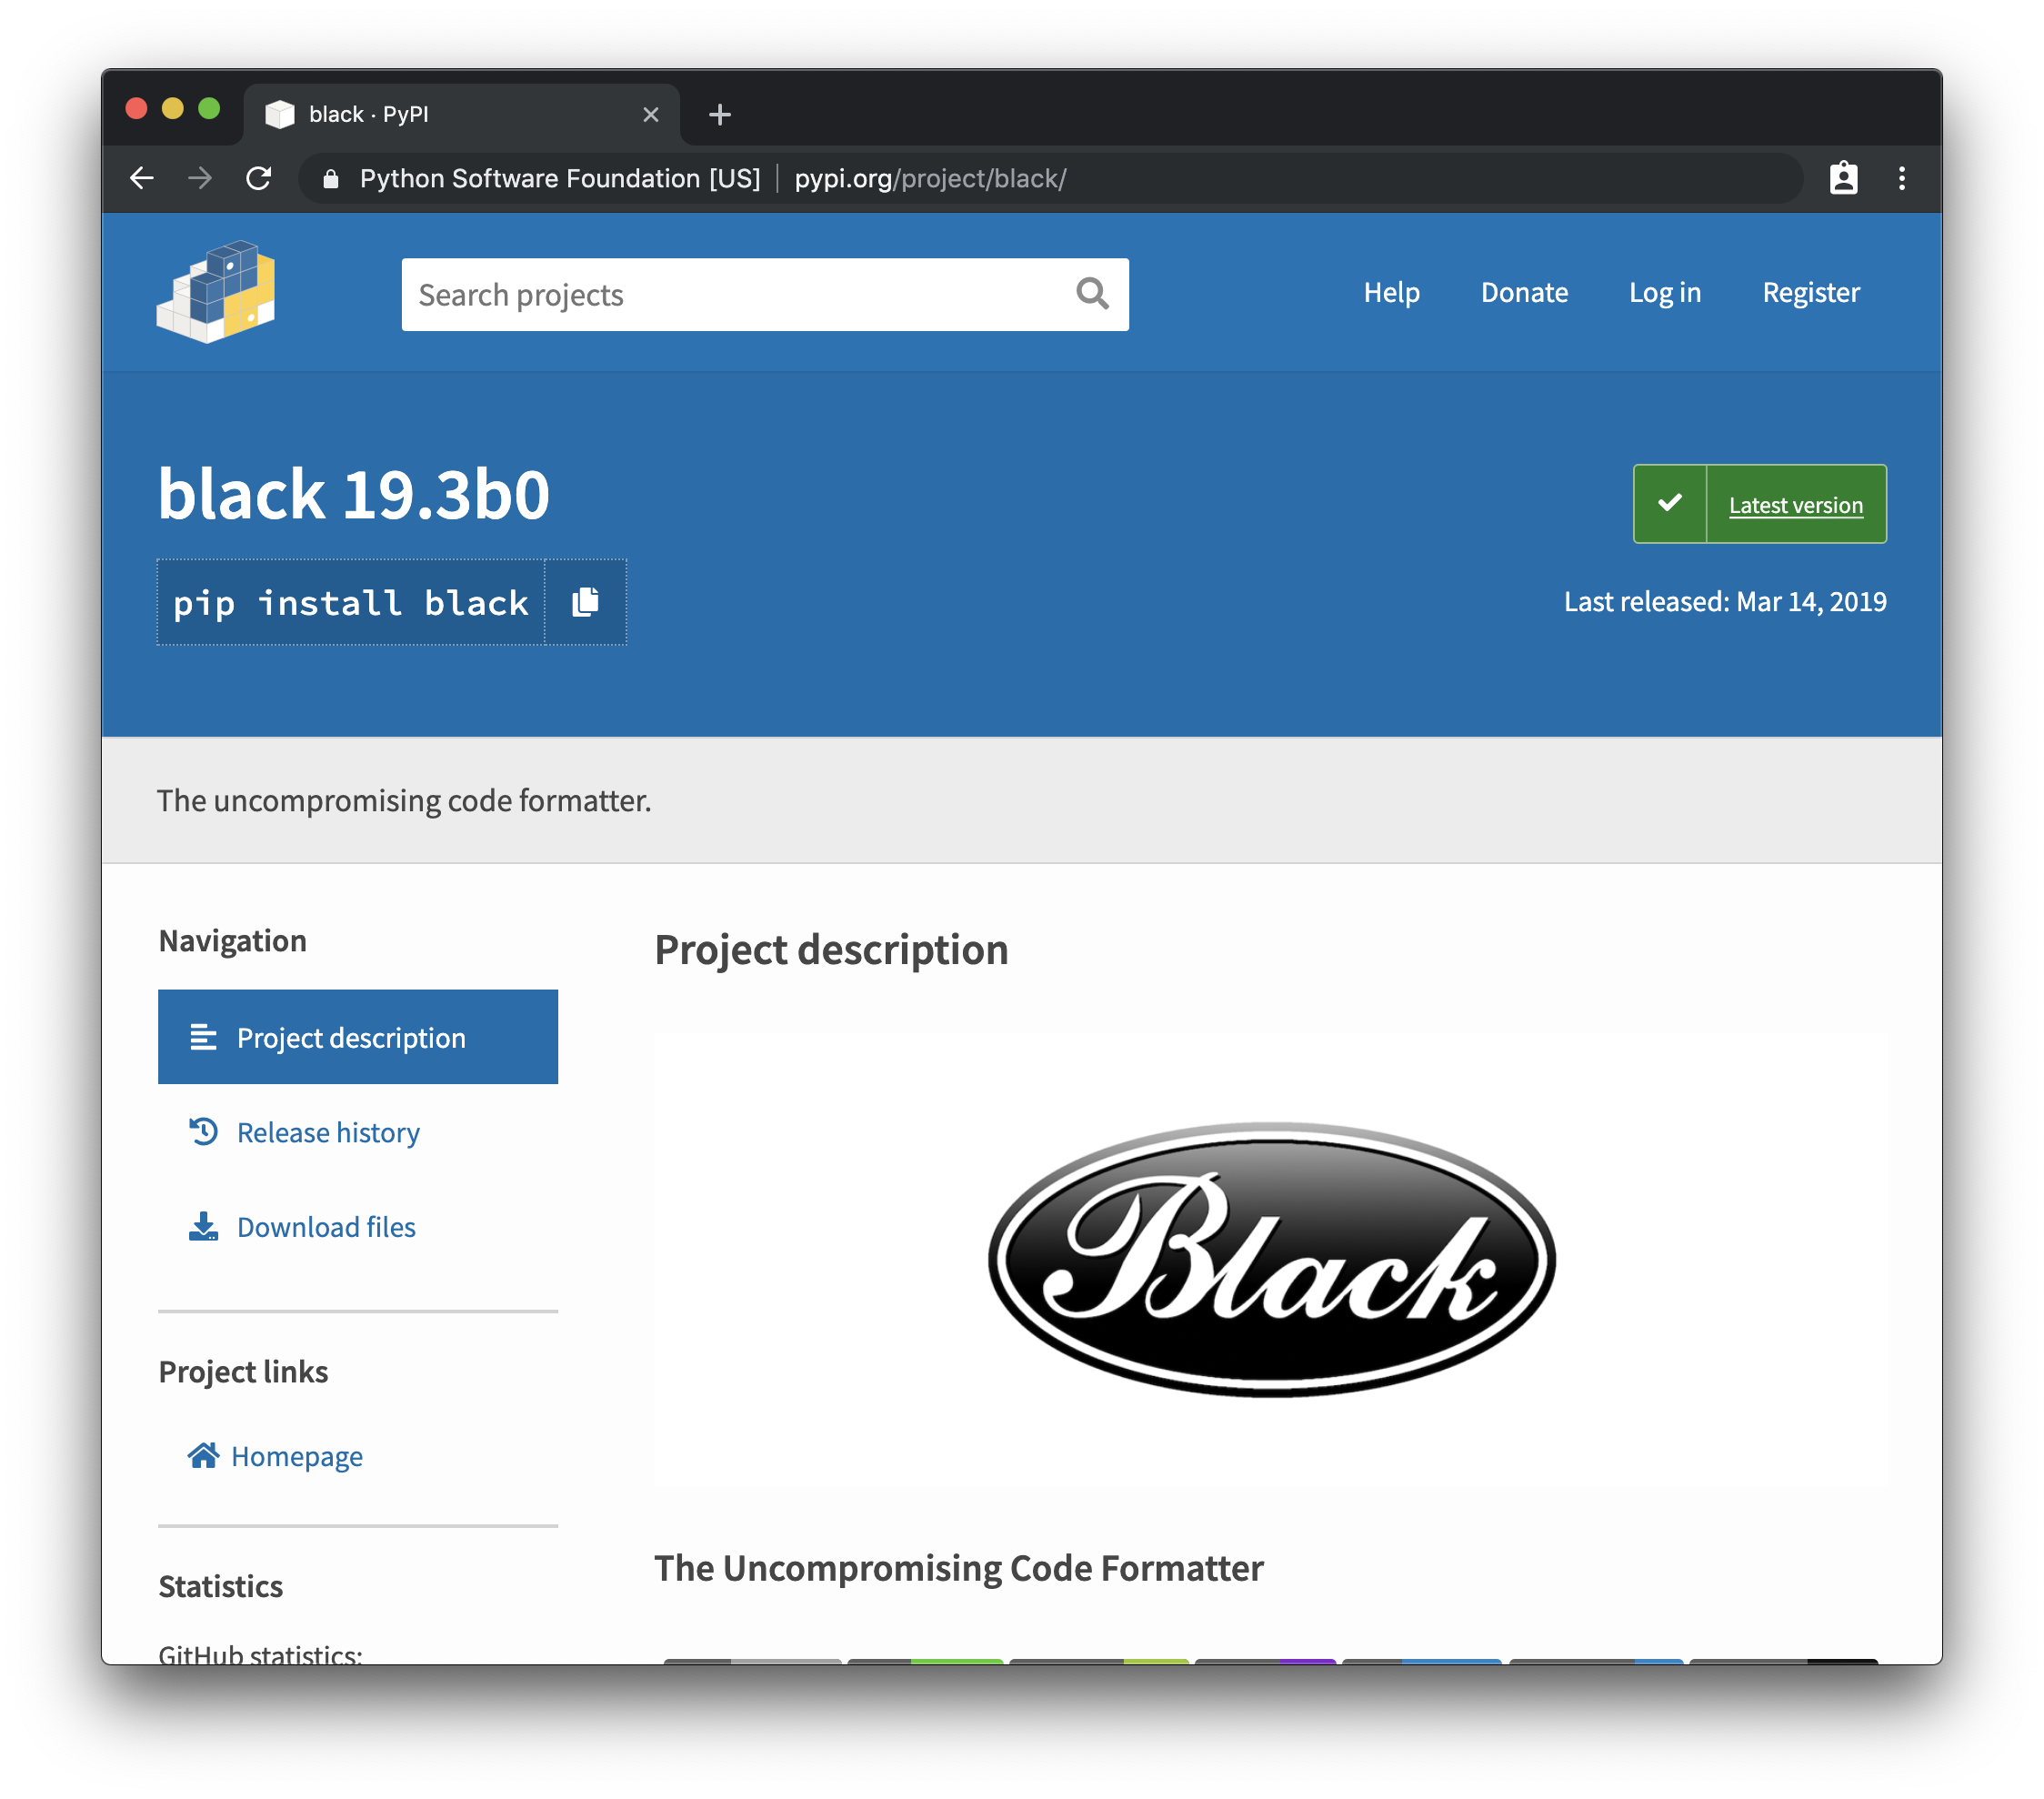 black · PyPI
Python Software Foundation [US] pypi.org/project/black/
Search projects
Help Donate Log in Register
black 19.3b0
Latest version
pip install black
Last released: Mar 14, 2019
The uncompromising code formatter.
Navigation
Project description
Release history
Download files
Project links
Homepage
Statistics
GitHub statistics:
Project description
Black
The Uncompromising Code Formatter